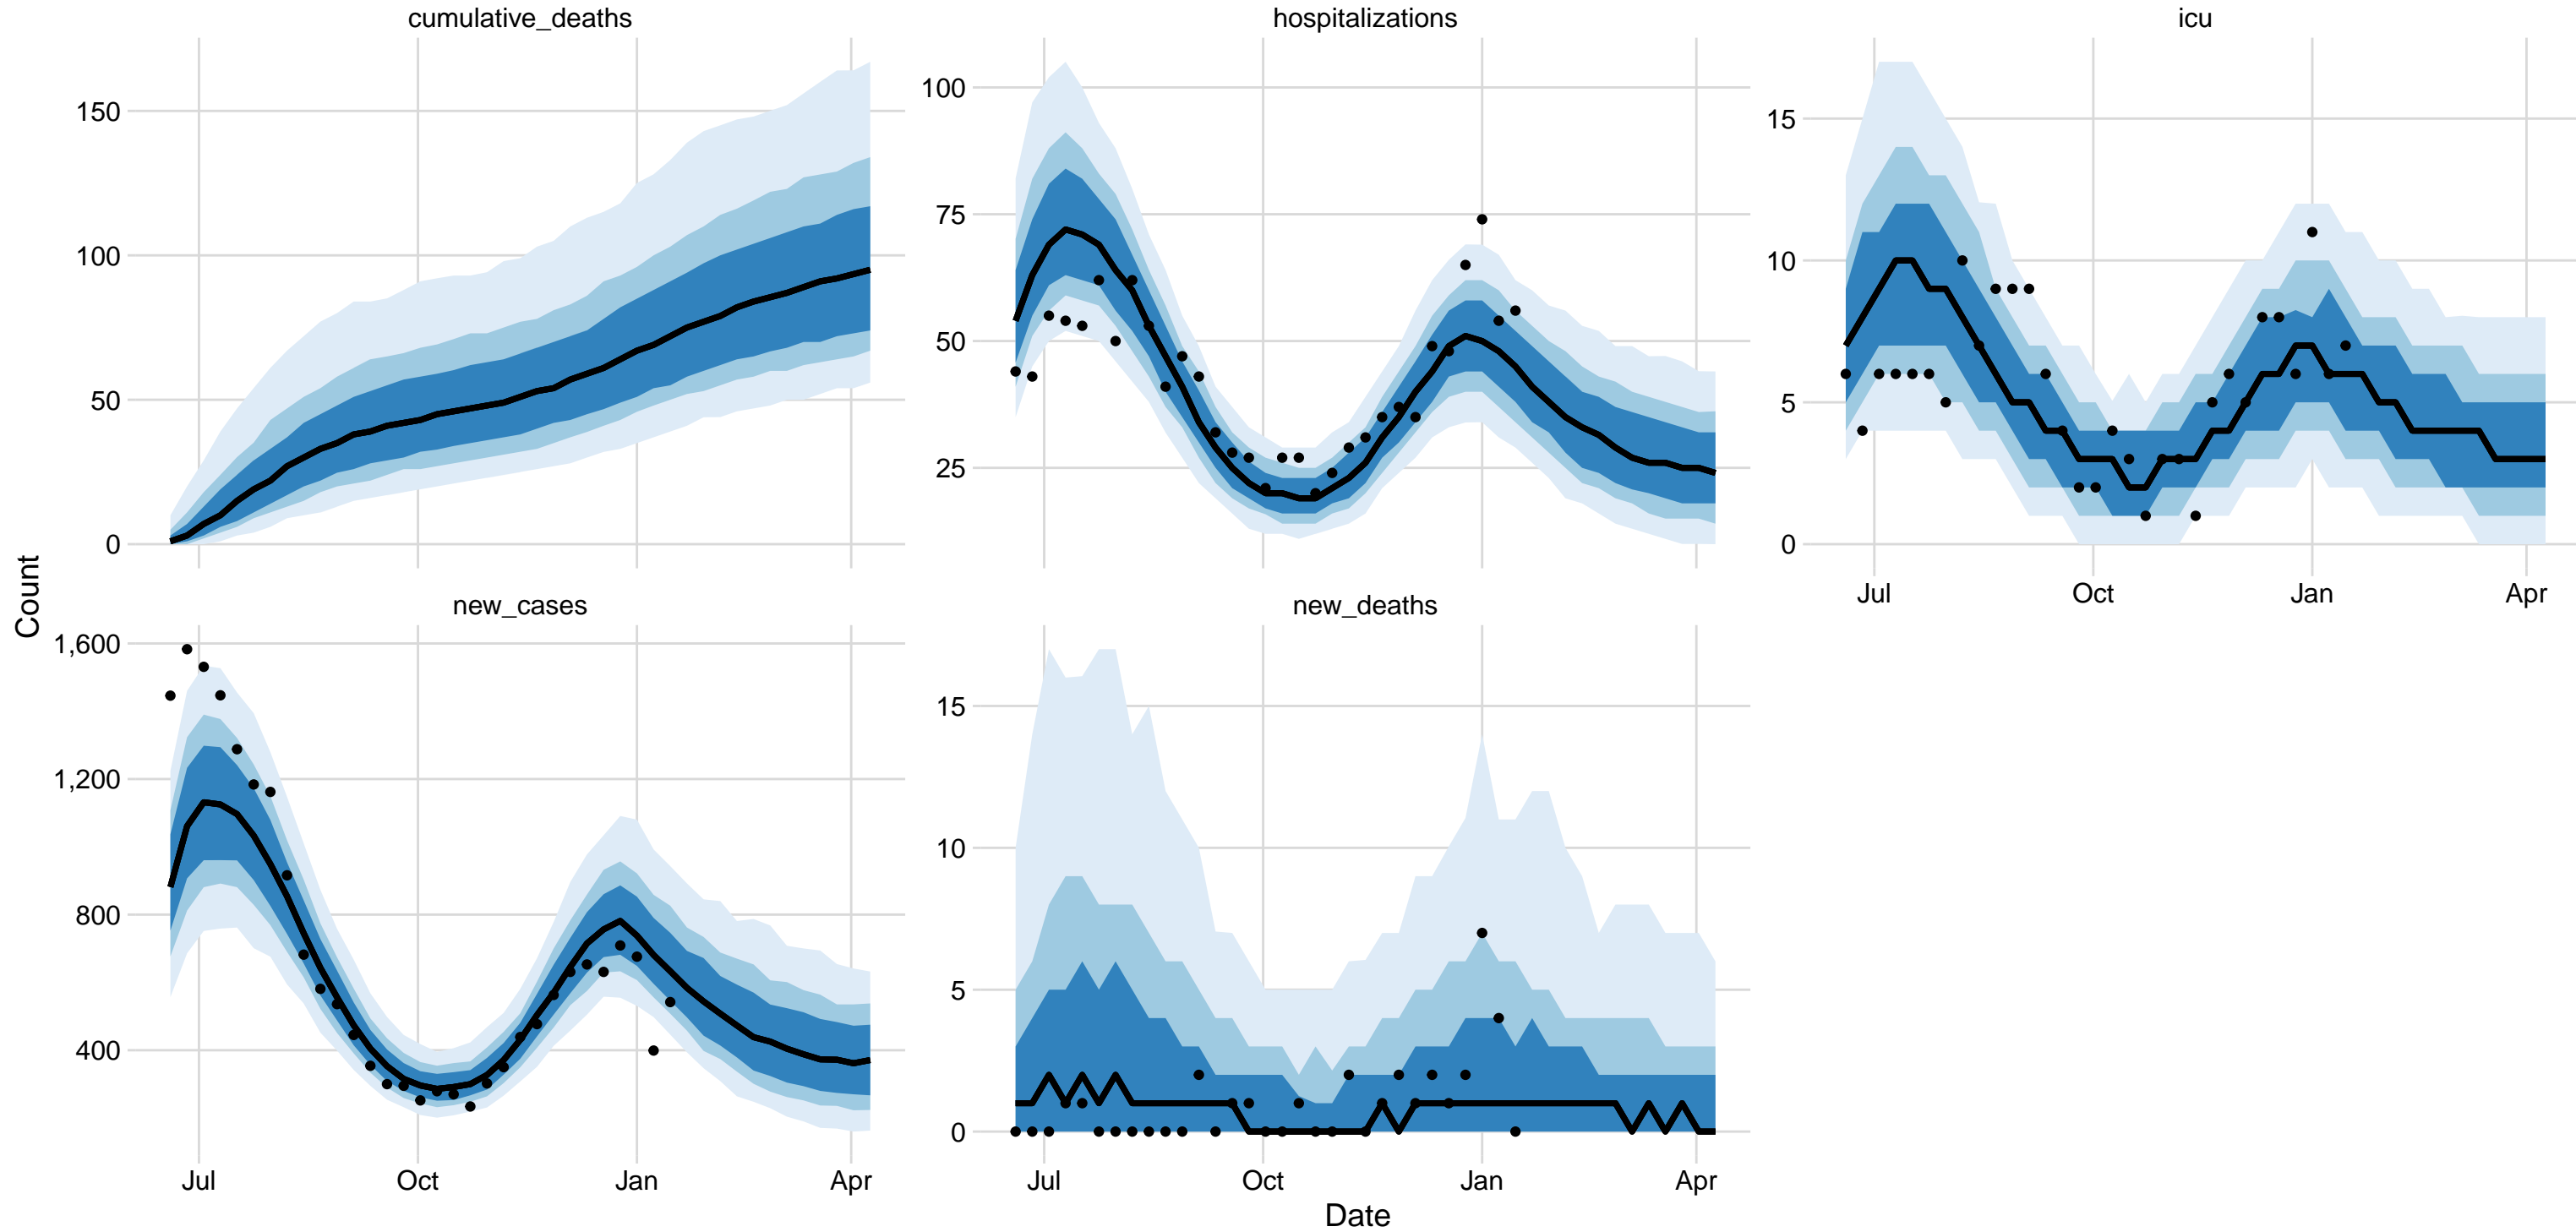 cumulative_deaths
hospitalizations
icu
150
100
50
0
100
75
50
25
15
10
5
0
Jul Oct Jan Apr
Count
new_cases
new_deaths
1,600
1,200
800
400
15
10
5
0
Jul Oct Jan Apr
Jul Oct Jan Apr
Date